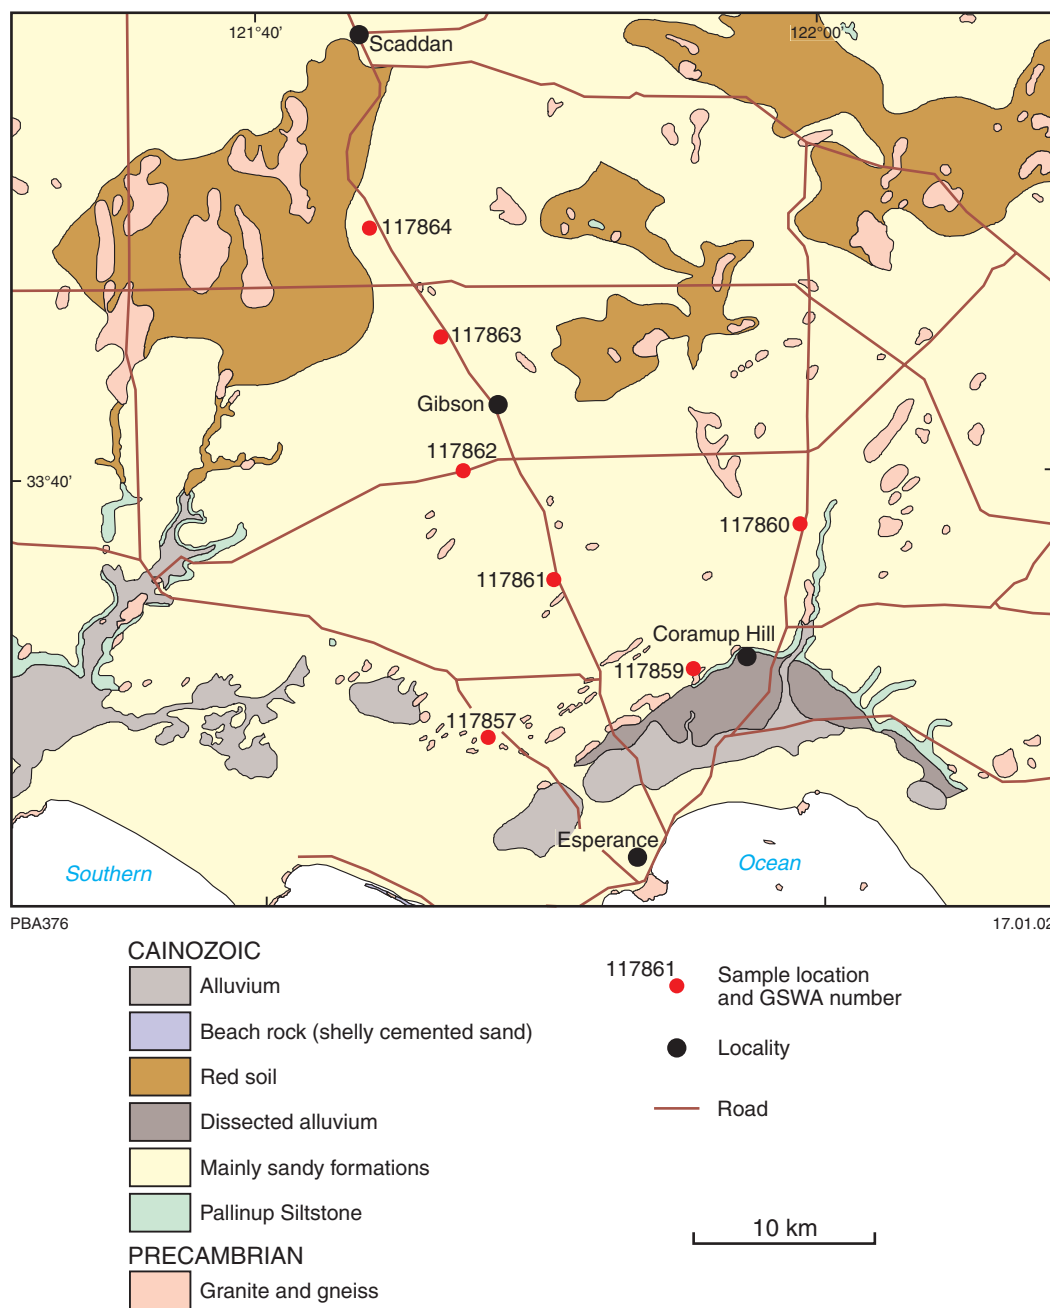 121°40'
122°00'
Scaddan
117864
117863
Gibson
117862
33°40'
117860
117861
Coramup Hill
117859
117857
Esperance
Southern
Ocean
PBA376
17.01.02
CAINOZOIC
Alluvium
Beach rock (shelly cemented sand)
Red soil
Dissected alluvium
Mainly sandy formations
Pallinup Siltstone
PRECAMBRIAN
Granite and gneiss
117861
Sample location
and GSWA number
Locality
Road
10 km